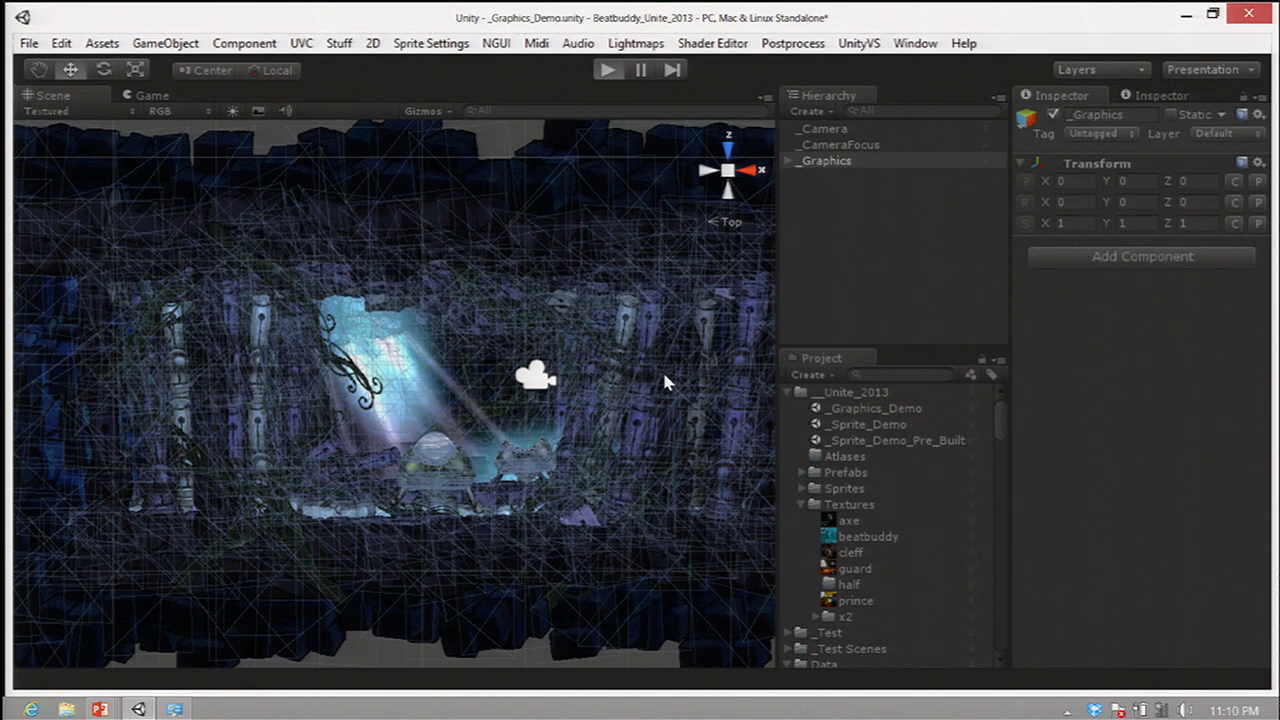 Unity - _Graphics_Demo.unity - Beatbuddy_Unite_2013 - PC, Mac & Linux Standalone*
File Edit Assets GameObject Component UVC Stuff 2D Sprite Settings NGUI Midi Audio Lightmaps Shader Editor Postprocess UnityVS Window Help
Center Local Layers Presentation
Scene Game
Textured RGB Gizmos All
z
x
Top
Hierarchy
Create All
_Camera
_CameraFocus
_Graphics
Project
Create
__Unite_2013
_Graphics_Demo
_Sprite_Demo
_Sprite_Demo_Pre_Built
Atlases
Prefabs
Sprites
Textures
axe
beatbuddy
cleff
guard
half
prince
x2
_Test
_Test Scenes
Data
Inspector Inspector
_Graphics Static
Tag Untagged Layer Default
Transform
P X 0 Y 0 Z 0 C P
R X 0 Y 0 Z 0 C P
S X 1 Y 1 Z 1 C P
Add Component
11:10 PM